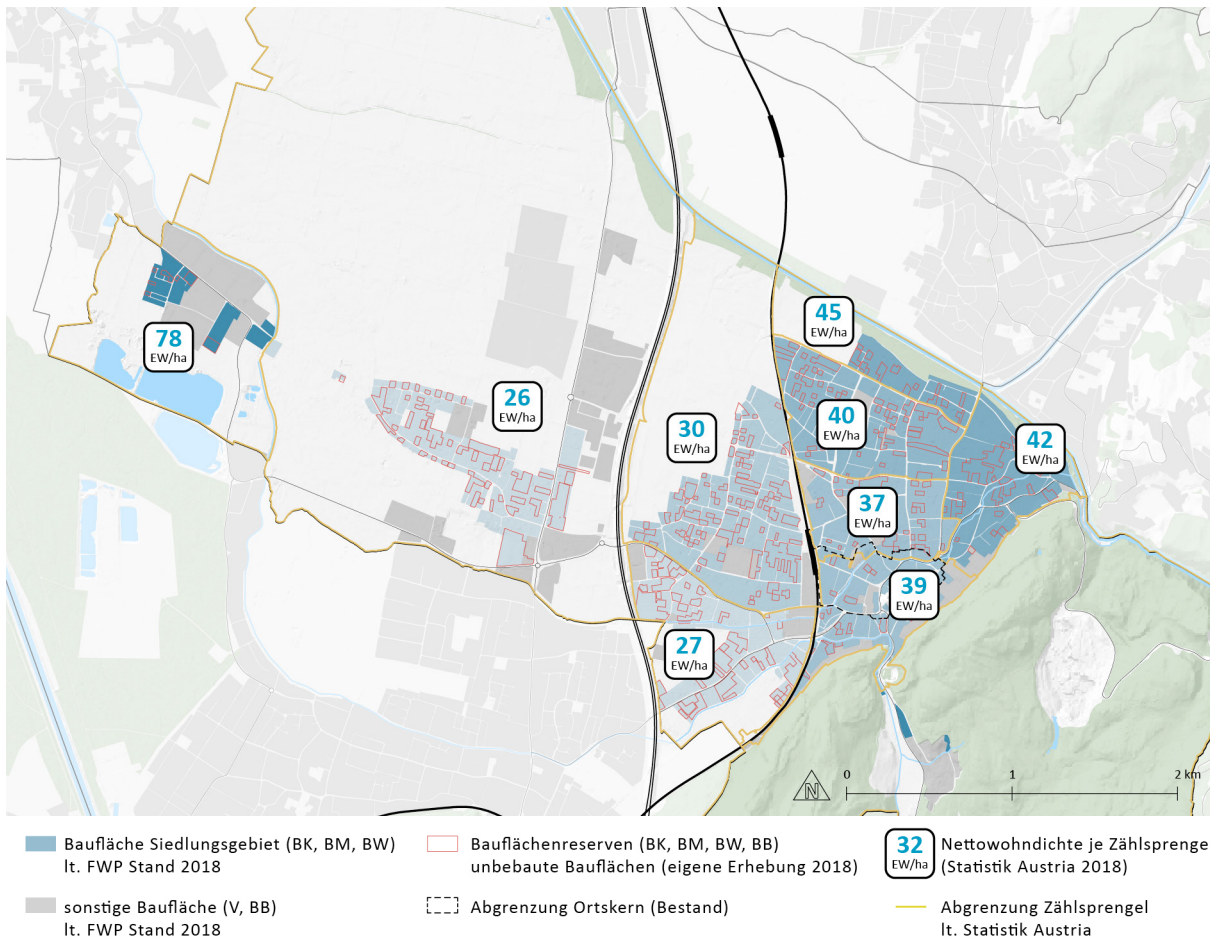 45
EW/ha
78
EW/ha
26
EW/ha
30
EW/ha
40
EW/ha
42
EW/ha
37
EW/ha
39
EW/ha
27
EW/ha
N
0 1 2 km
Baufläche Siedlungsgebiet (BK, BM, BW)
lt. FWP Stand 2018
sonstige Baufläche (V, BB)
lt. FWP Stand 2018
Bauflächenreserven (BK, BM, BW, BB)
unbebaute Bauflächen (eigene Erhebung 2018)
Abgrenzung Ortskern (Bestand)
32
EW/ha
Nettowohndichte je Zählsprenge
(Statistik Austria 2018)
Abgrenzung Zählsprengel
lt. Statistik Austria